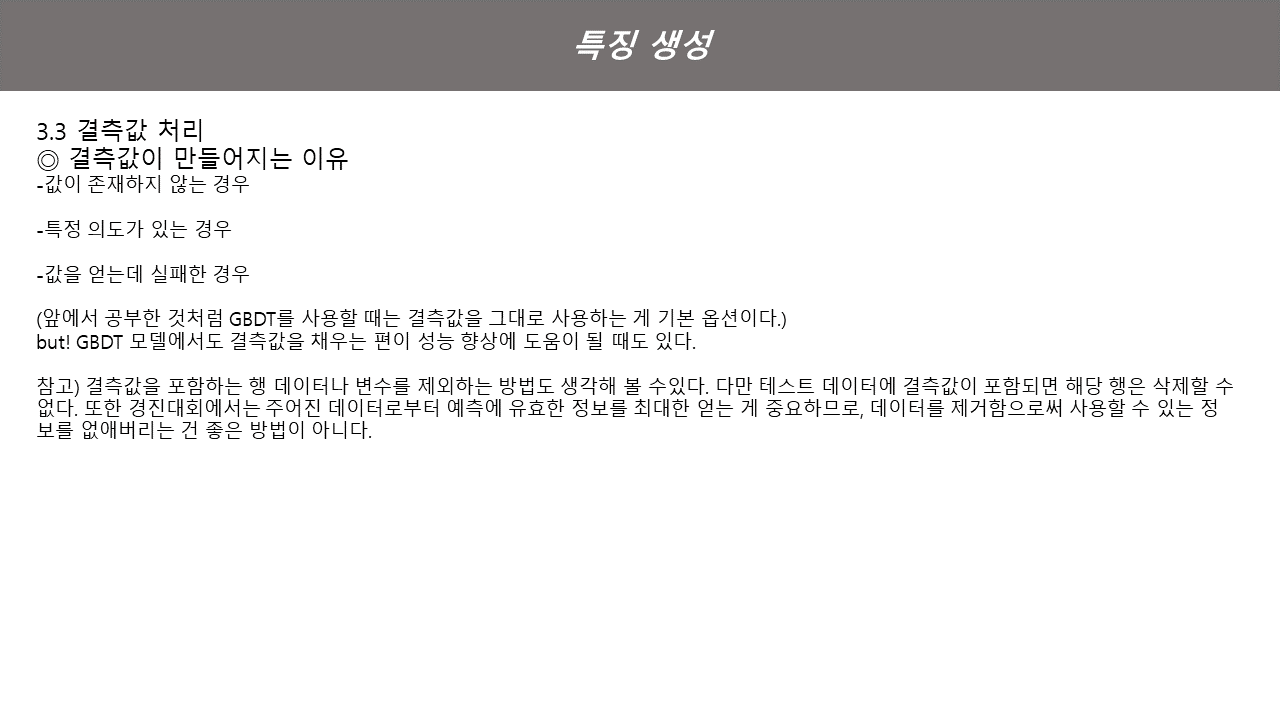 특징 생성
3.3 결측값 처리
◎ 결측값이 만들어지는 이유
-값이 존재하지 않는 경우
-특정 의도가 있는 경우
-값을 얻는데 실패한 경우
(앞에서 공부한 것처럼 GBDT를 사용할 때는 결측값을 그대로 사용하는 게 기본 옵션이다.)
but! GBDT 모델에서도 결측값을 채우는 편이 성능 향상에 도움이 될 때도 있다.
참고) 결측값을 포함하는 행 데이터나 변수를 제외하는 방법도 생각해 볼 수있다. 다만 테스트 데이터에 결측값이 포함되면 해당 행은 삭제할 수
없다. 또한 경진대회에서는 주어진 데이터로부터 예측에 유효한 정보를 최대한 얻는 게 중요하므로, 데이터를 제거함으로써 사용할 수 있는 정
보를 없애버리는 건 좋은 방법이 아니다.